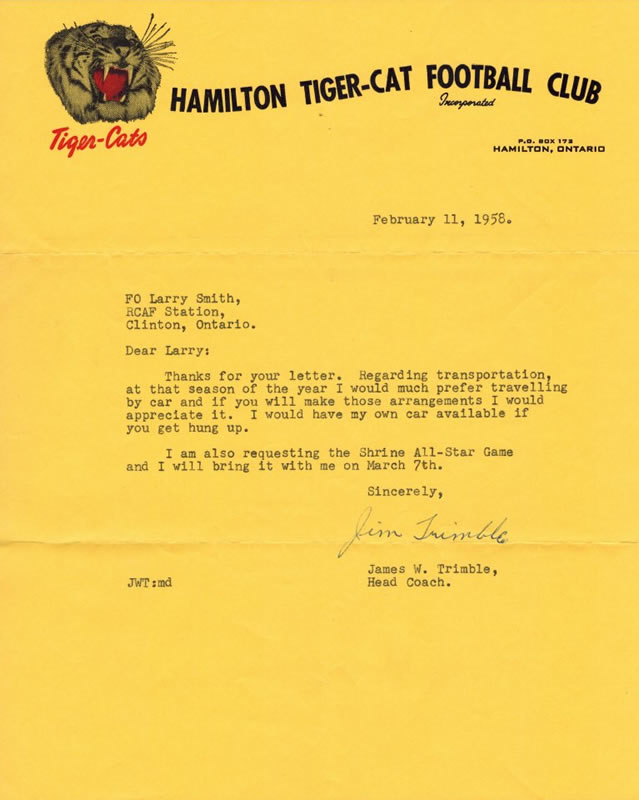 HAMILTON TIGER-CAT FOOTBALL CLUB
Incorporated
Tiger-Cats
P.O. BOX 172
HAMILTON, ONTARIO
February 11, 1958.
FO Larry Smith,
RCAF Station,
Clinton, Ontario.
Dear Larry:
Thanks for your letter. Regarding transportation,
at that season of the year I would much prefer travelling
by car and if you will make those arrangements I would
appreciate it. I would have my own car available if
you get hung up.
I am also requesting the Shrine All-Star Game
and I will bring it with me on March 7th.
Sincerely,
Jim Trimble
James W. Trimble,
Head Coach.
JWT:md